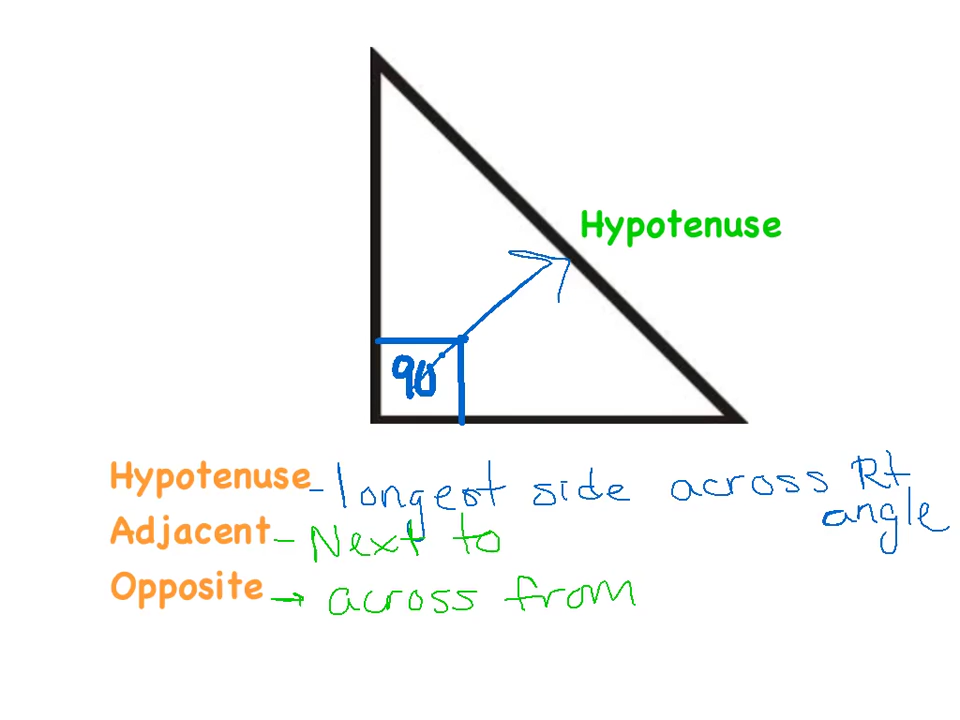 Hypotenuse
90
Hypotenuse - longest side across Rt
angle
Adjacent - Next to
Opposite → across from